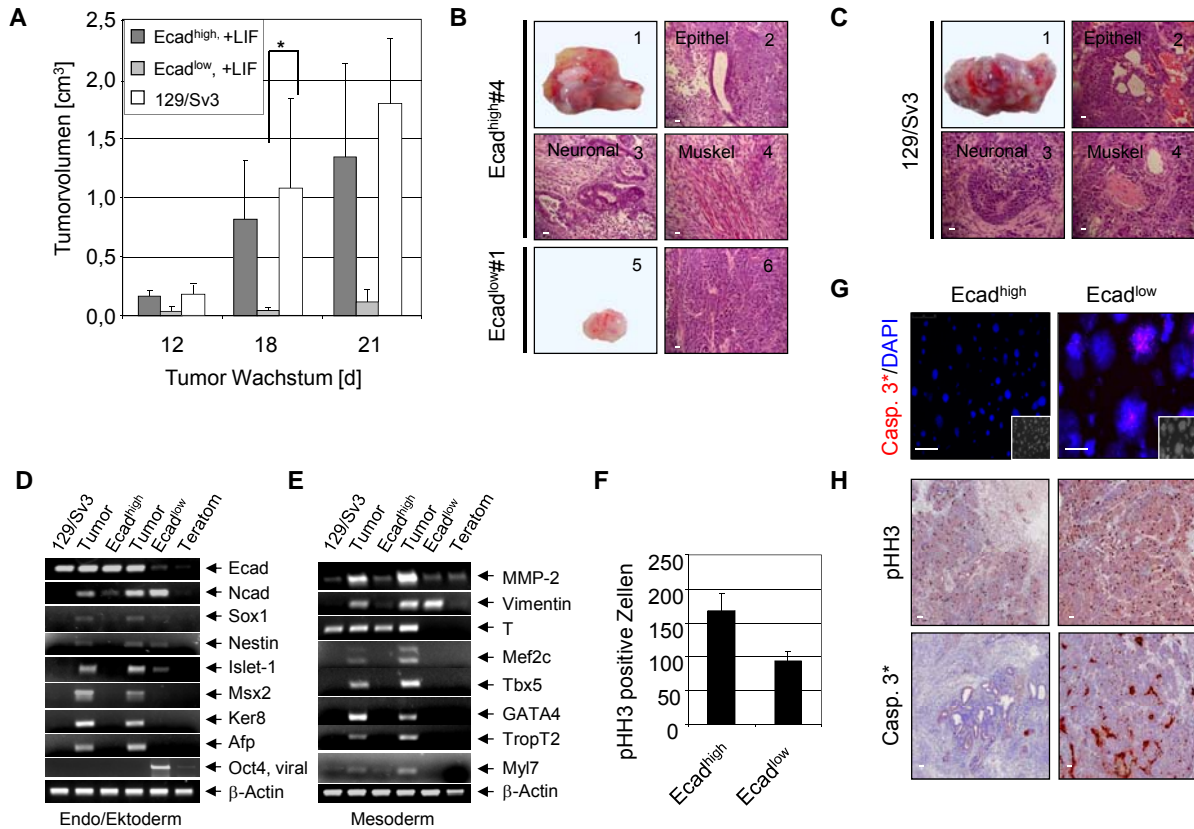 A
Tumorvolumen [cm³]
2.5
2.0
1.5
1.0
0.5
0,0
Ecad^high, +LIF
Ecad^low, +LIF
129/Sv3
*
12 18 21
Tumor Wachstum [d]
B
Ecad^high#4
1
Epithel 2
Neuronal 3
Muskel 4
Ecad^low#1
5
6
C
129/Sv3
1
Epithell 2
Neuronal 3
Muskel 4
G
Ecad^high Ecad^low
Casp. 3*/DAPI
D
129/Sv3
Tumor
Ecad^high
Tumor
Ecad^low
Teratom
Ecad
Ncad
Sox1
Nestin
Islet-1
Msx2
Ker8
Afp
Oct4, viral
β-Actin
Endo/Ektoderm
E
129/Sv3
Tumor
Ecad^high
Tumor
Ecad^low
Teratom
MMP-2
Vimentin
T
Mef2c
Tbx5
GATA4
TropT2
Myl7
β-Actin
Mesoderm
F
pHH3 positive Zellen
200
150
100
50
0
Ecad^high
Ecad^low
H
pHH3
Casp. 3*